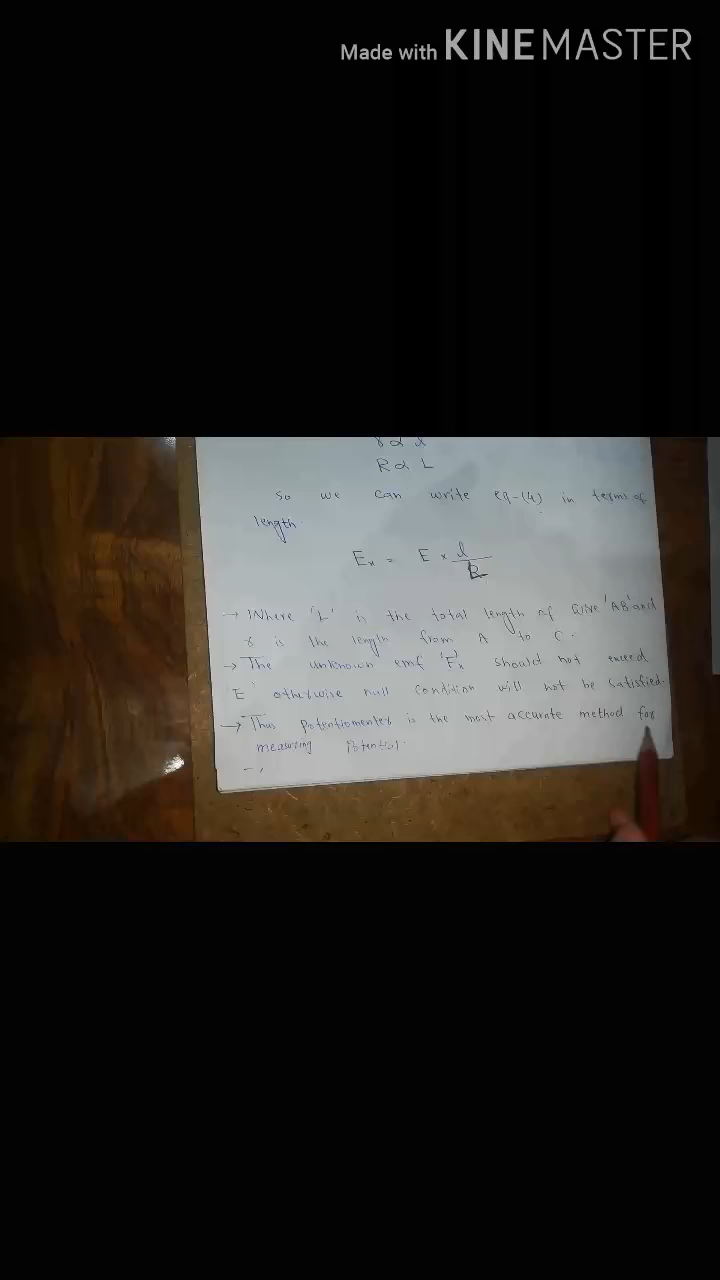 Made with KINEMASTER
r α l
R α L
So we can write eq-(4) in terms of
length.
Ex = E × l
L
→ Where 'L' is the total length of wire 'AB' and
r is the length from A to C.
→ The unknown emf 'Ex' should not exceed
'E' otherwise null condition will not be satisfied.
→ Thus potentiometer is the most accurate method for
measuring potential.